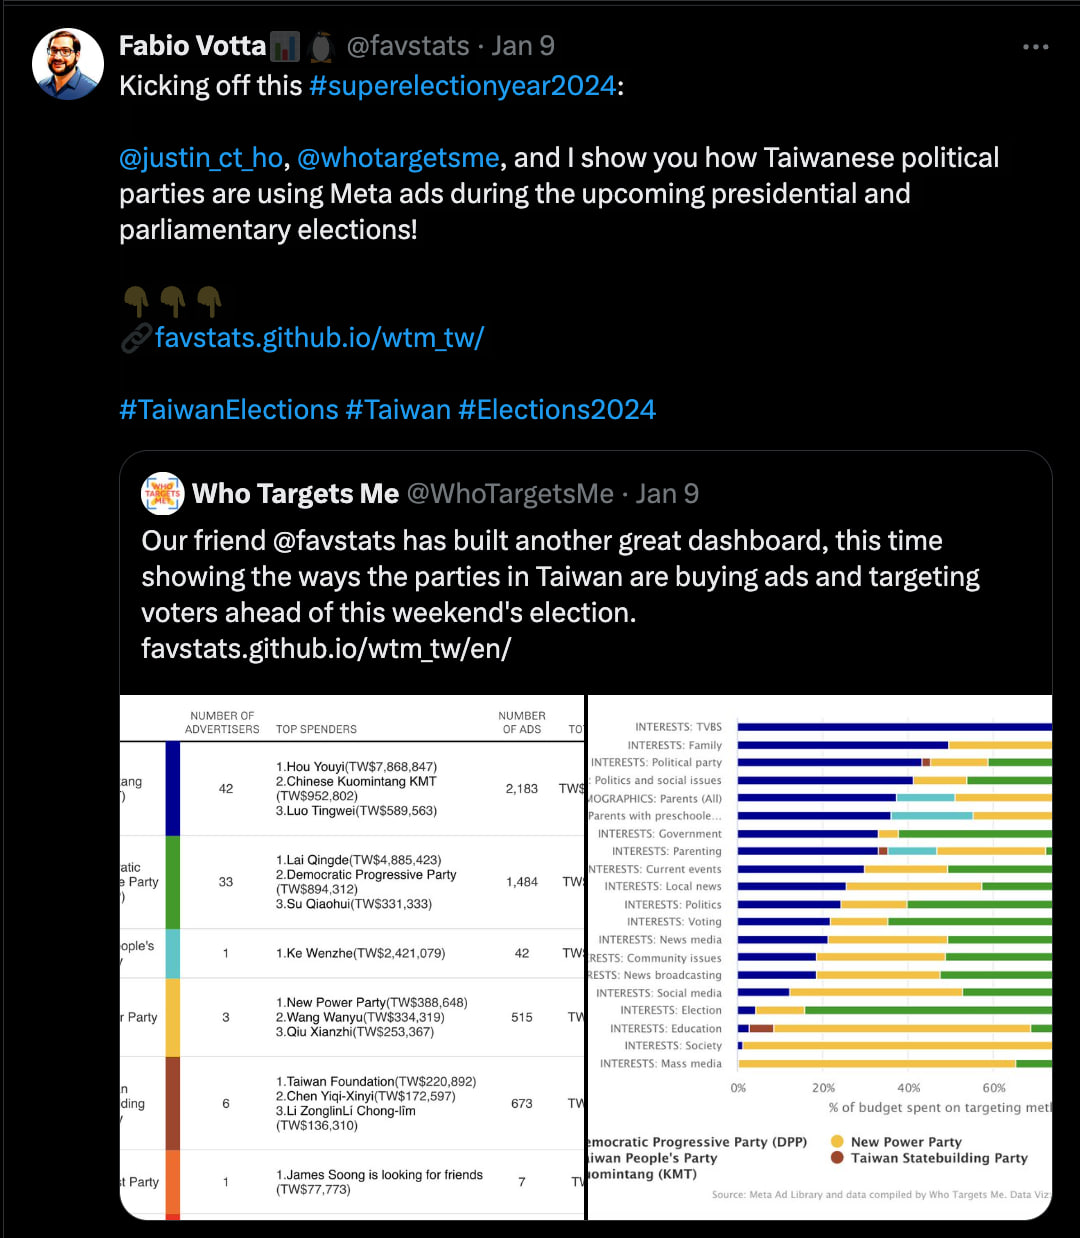 Fabio Votta📊🐧 @favstats · Jan 9
Kicking off this #superelectionyear2024:
@justin_ct_ho, @whotargetsme, and I show you how Taiwanese political
parties are using Meta ads during the upcoming presidential and
parliamentary elections!
👇👇👇
🔗favstats.github.io/wtm_tw/
#TaiwanElections #Taiwan #Elections2024
WHO
TARGETS
ME?
Who Targets Me @WhoTargetsMe · Jan 9
Our friend @favstats has built another great dashboard, this time
showing the ways the parties in Taiwan are buying ads and targeting
voters ahead of this weekend's election.
favstats.github.io/wtm_tw/en/
NUMBER OF
ADVERTISERS
TOP SPENDERS
NUMBER
OF ADS
TO
ang
)
42
1.Hou Youyi(TW$7,868,847)
2.Chinese Kuomintang KMT
(TW$952,802)
3.Luo Tingwei(TW$589,563)
2,183
TW$
atic
e Party
)
33
1.Lai Qingde(TW$4,885,423)
2.Democratic Progressive Party
(TW$894,312)
3.Su Qiaohui(TW$331,333)
1,484
TW
ople's
y
1
1.Ke Wenzhe(TW$2,421,079)
42
TW
r Party
3
1.New Power Party(TW$388,648)
2.Wang Wanyu(TW$334,319)
3.Qiu Xianzhi(TW$253,367)
515
TW
n
ding
y
6
1.Taiwan Foundation(TW$220,892)
2.Chen Yiqi-Xinyi(TW$172,597)
3.Li ZonglinLí Chong-lîm
(TW$136,310)
673
TW
st Party
1
1.James Soong is looking for friends
(TW$77,773)
7
TV
INTERESTS: TVBS
INTERESTS: Family
INTERESTS: Political party
: Politics and social issues
MOGRAPHICS: Parents (All)
Parents with preschoole...
INTERESTS: Government
INTERESTS: Parenting
NTERESTS: Current events
INTERESTS: Local news
INTERESTS: Politics
INTERESTS: Voting
INTERESTS: News media
RESTS: Community issues
RESTS: News broadcasting
INTERESTS: Social media
INTERESTS: Election
INTERESTS: Education
INTERESTS: Society
INTERESTS: Mass media
0% 20% 40% 60%
% of budget spent on targeting metl
emocratic Progressive Party (DPP)
New Power Party
iwan People's Party
Taiwan Statebuilding Party
omintang (KMT)
Source: Meta Ad Library and data compiled by Who Targets Me. Data Viz